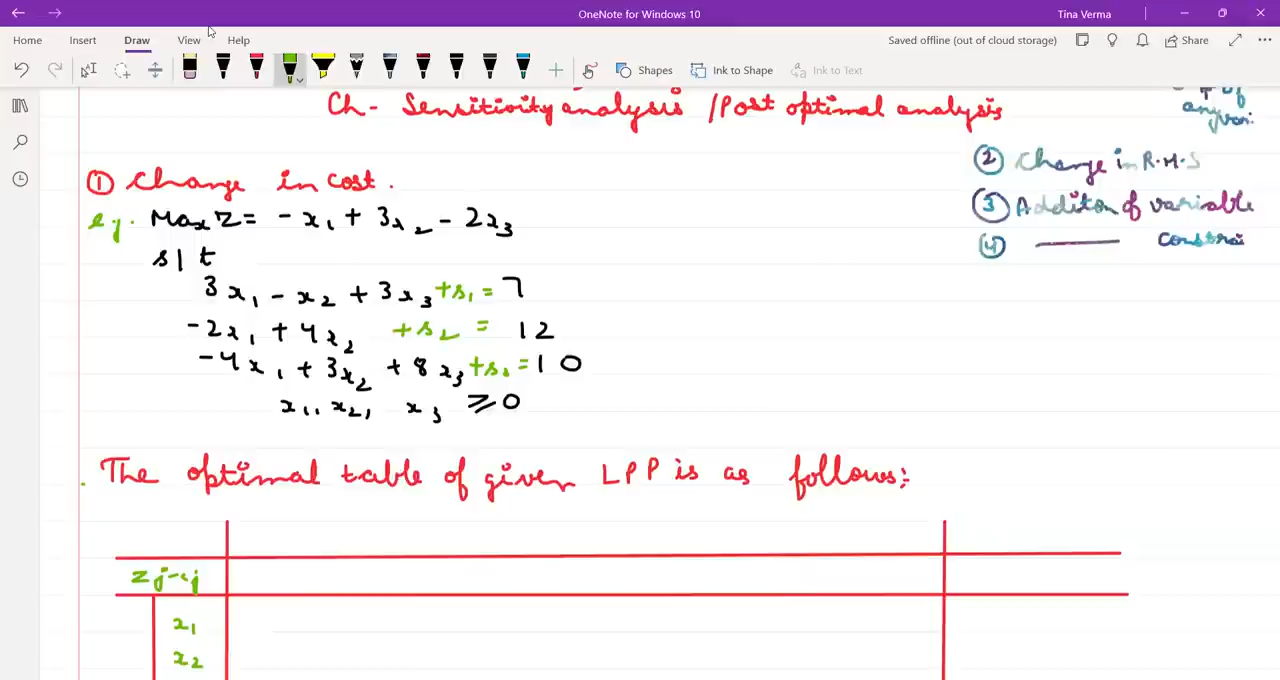 OneNote for Windows 10
Tina Verma
Home Insert Draw View Help
Saved offline (out of cloud storage)
Share
Shapes
Ink to Shape
Ink to Text
Ch- Sensitivity analysis / Post optimal analysis
① Change in cost.
e.g. Max Z = - x₁ + 3x₂ - 2x₃
s|t
3x₁ - x₂ + 3x₃ +s₁ = 7
-2x₁ + 4x₂ +s₂ = 12
-4x₁ + 3x₂ + 8x₃ +s₃ = 10
x₁, x₂, x₃ ≥ 0
The optimal table of given LPP is as follows:
zj-cj
x₁
x₂
of
any vari
② Change in R.H.S
③ Additon of variable
④ —— constrai